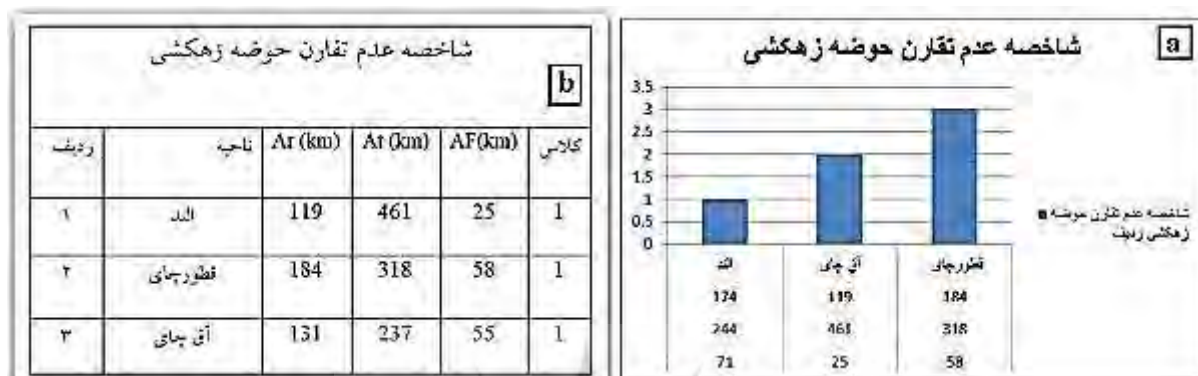 شاخصه عدم تقارن حوضه زهکشی
b
ردیف ناحیه Ar (km) At (km) AF(km) کلاس
۱ الند 119 461 25 1
۲ قطورچای 184 318 58 1
۳ آق چای 131 237 55 1
شاخصه عدم تقارن حوضه زهکشی
a
3.5
3
2.5
2
1.5
1
0.5
0
الند آق چای قطورچای
174 119 184
244 461 318
71 25 58
شاخصه عدم تقارن حوضه
زهکشی ردیف